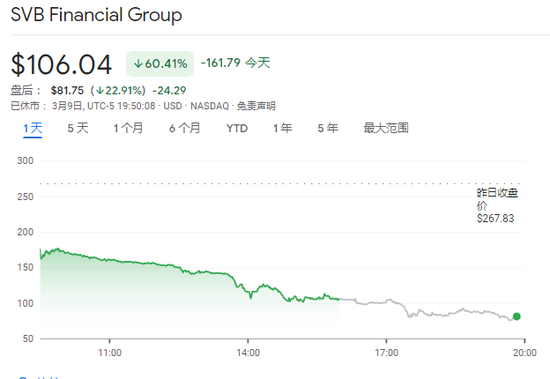 SVB Financial Group
$106.04 ↓60.41% -161.79 今天
盘后： $81.75 (↓22.91%) -24.29
已休市： 3月9日, UTC-5 19:50:08 · USD · NASDAQ · 免责声明
1 天 5 天 1 个月 6 个月 YTD 1 年 5 年 最大范围
300
250
200
150
100
50
昨日收盘
价
$267.83
11:00 14:00 17:00 20:00